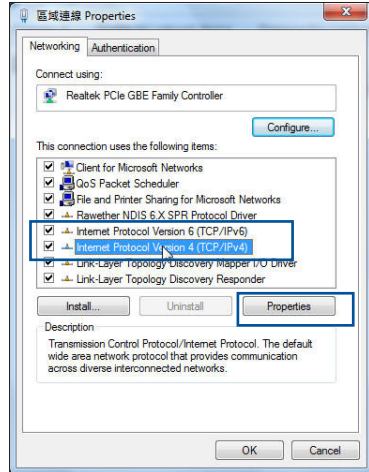 區域連線 Properties
Networking Authentication
Connect using:
Realtek PCIe GBE Family Controller
Configure...
This connection uses the following items:
Client for Microsoft Networks
QoS Packet Scheduler
File and Printer Sharing for Microsoft Networks
Rawether NDIS 6.X SPR Protocol Driver
Internet Protocol Version 6 (TCP/IPv6)
Internet Protocol Version 4 (TCP/IPv4)
Link-Layer Topology Discovery Mapper I/O Driver
Link-Layer Topology Discovery Responder
Install... Uninstall Properties
Description
Transmission Control Protocol/Internet Protocol. The default
wide area network protocol that provides communication
across diverse interconnected networks.
OK Cancel